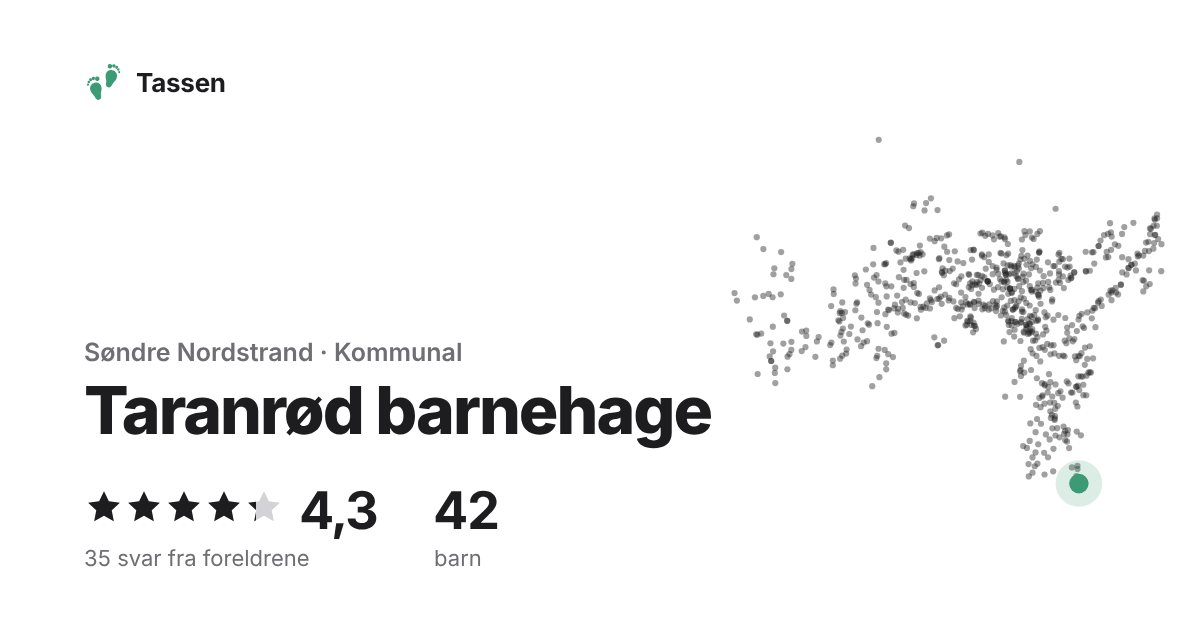 Tassen
Søndre Nordstrand · Kommunal
Taranrød barnehage
4,3
42
35 svar fra foreldrene
barn